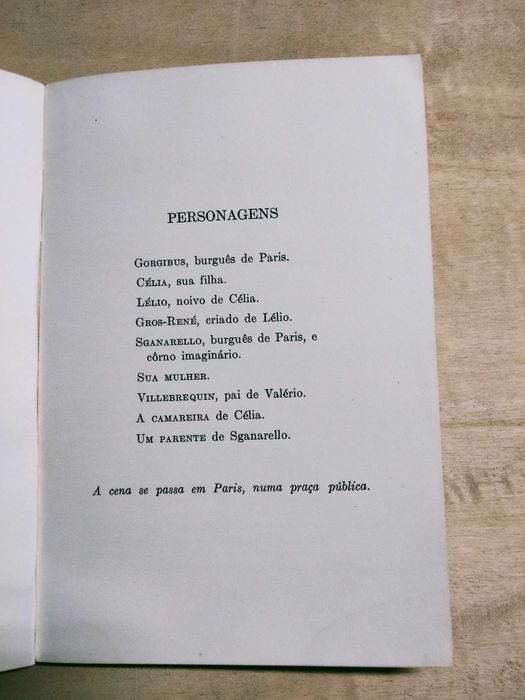 PERSONAGENS
GORGIBUS, burguês de Paris.
CÉLIA, sua filha.
LÉLIO, noivo de Célia.
GROS-RENÉ, criado de Lélio.
SGANARELLO, burguês de Paris, e
côrno imaginário.
SUA MULHER.
VILLEBREQUIN, pai de Valério.
A CAMAREIRA de Célia.
UM PARENTE de Sganarello.
A cena se passa em Paris, numa praça pública.